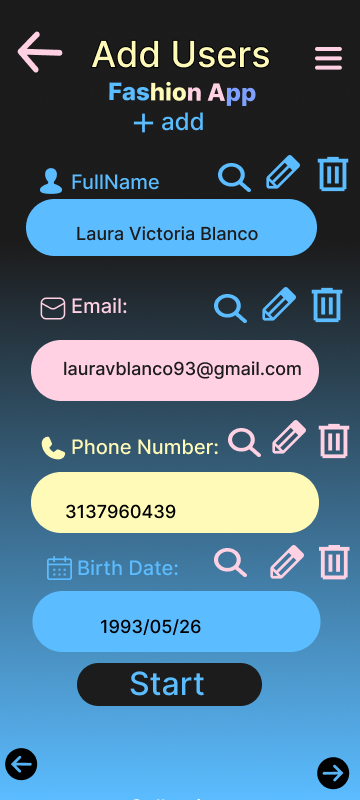 Add Users
Fashion App
+ add
FullName
Laura Victoria Blanco
Email:
lauravblanco93@gmail.com
Phone Number:
3137960439
Birth Date:
1993/05/26
Start